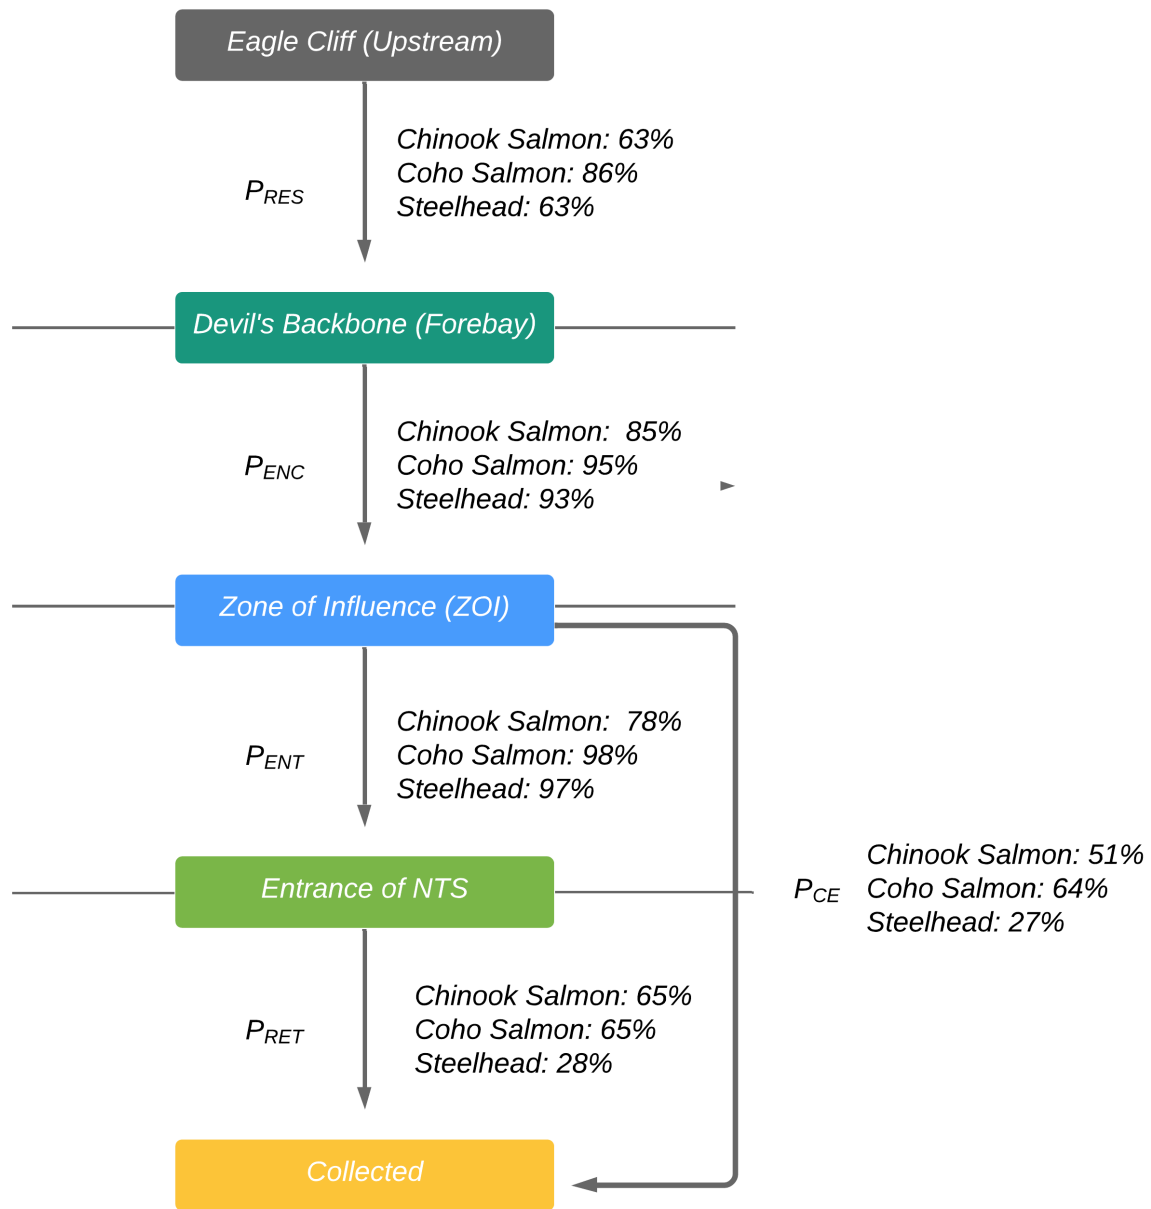 Eagle Cliff (Upstream)
Chinook Salmon: 63%
Coho Salmon: 86%
Steelhead: 63%
PRES
Devil's Backbone (Forebay)
Chinook Salmon:  85%
Coho Salmon: 95%
Steelhead: 93%
PENC
Zone of Influence (ZOI)
Chinook Salmon:  78%
Coho Salmon: 98%
Steelhead: 97%
PENT
Entrance of NTS
Chinook Salmon: 51%
Coho Salmon: 64%
Steelhead: 27%
PCE
Chinook Salmon: 65%
Coho Salmon: 65%
Steelhead: 28%
PRET
Collected